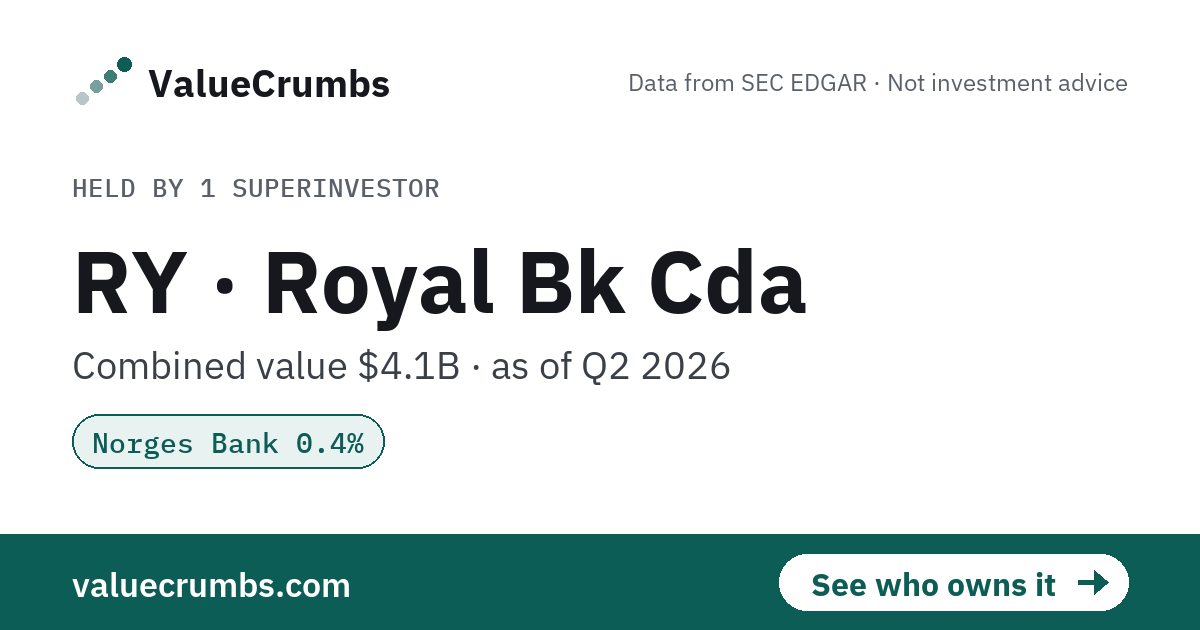 ValueCrumbs
Data from SEC EDGAR · Not investment advice
HELD BY 1 SUPERINVESTOR
RY · Royal Bk Cda
Combined value $4.1B · as of Q2 2026
Norges Bank 0.4%
valuecrumbs.com
See who owns it →